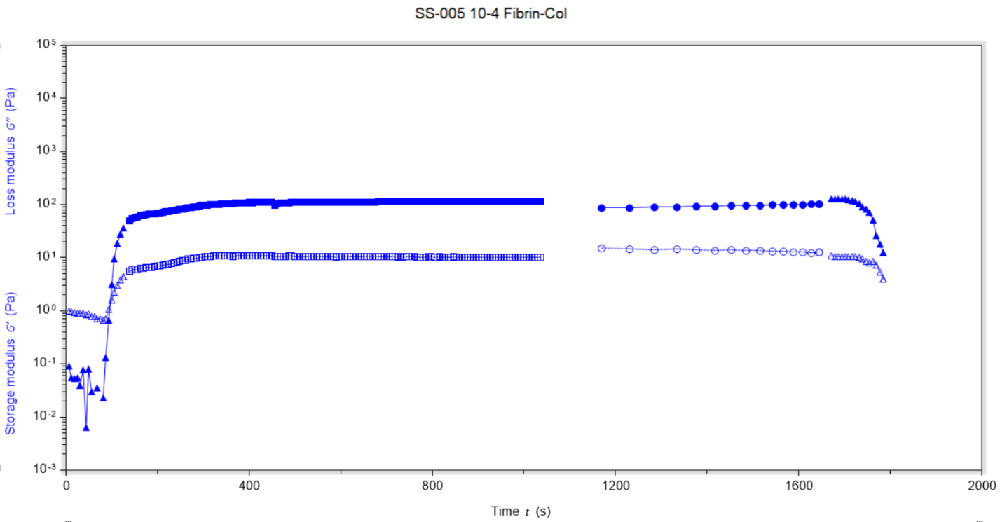 SS-005 10-4 Fibrin-Col
Loss modulus G″ (Pa)
Storage modulus G′ (Pa)
10⁵
10⁴
10³
10²
10¹
10⁰
10⁻¹
10⁻²
10⁻³
0 400 800 1200 1600 2000
Time t (s)